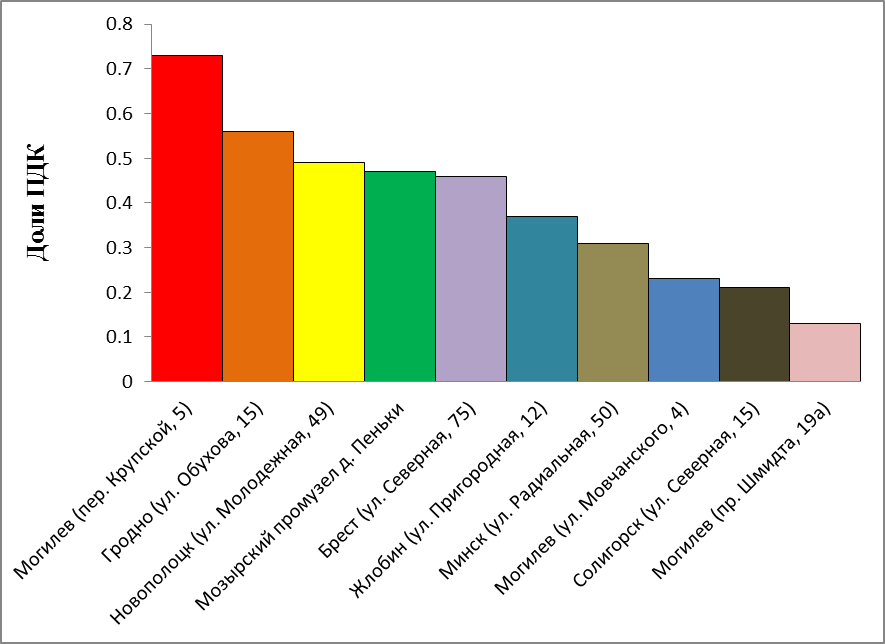 0.8
0.7
0.6
0.5
0.4
0.3
0.2
0.1
0
Доли ПДК
Могилев (пер. Крупской, 5)
Гродно (ул. Обухова, 15)
Новополоцк (ул. Молодежная, 49)
Мозырский промузел д. Пеньки
Брест (ул. Северная, 75)
Жлобин (ул. Пригородная, 12)
Минск (ул. Радиальная, 50)
Могилев (ул. Мовчанского, 4)
Солигорск (ул. Северная, 15)
Могилев (пр. Шмидта, 19а)